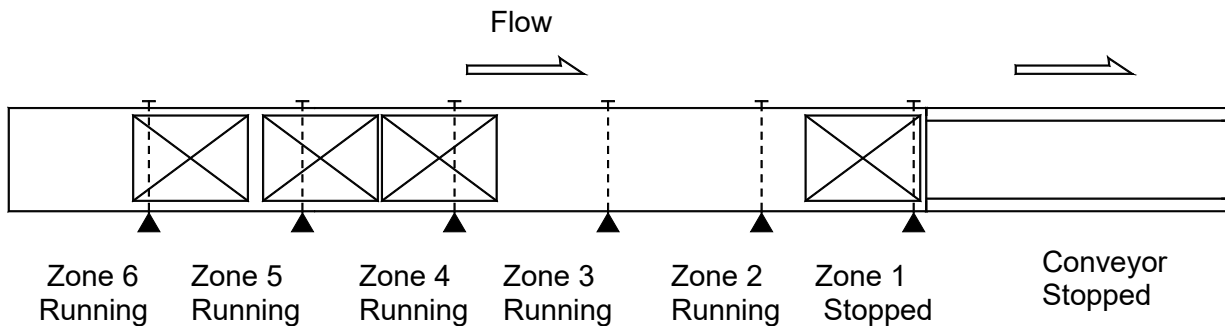 Flow
Zone 6
Running
Zone 5
Running
Zone 4
Running
Zone 3
Running
Zone 2
Running
Zone 1
Stopped
Conveyor
Stopped